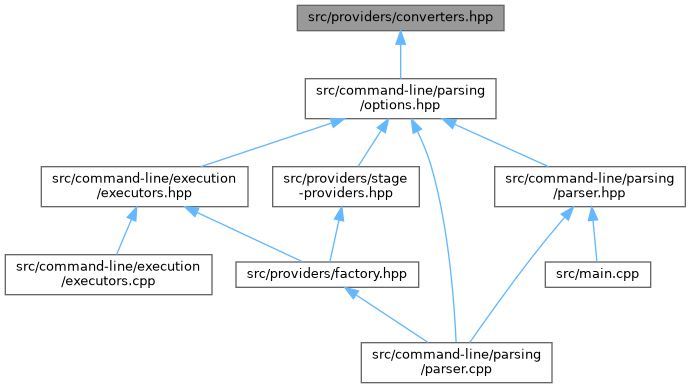 src/providers/converters.hpp
src/command-line/parsing
/options.hpp
src/command-line/execution
/executors.hpp
src/providers/stage
-providers.hpp
src/command-line/parsing
/parser.hpp
src/command-line/execution
/executors.cpp
src/providers/factory.hpp
src/main.cpp
src/command-line/parsing
/parser.cpp